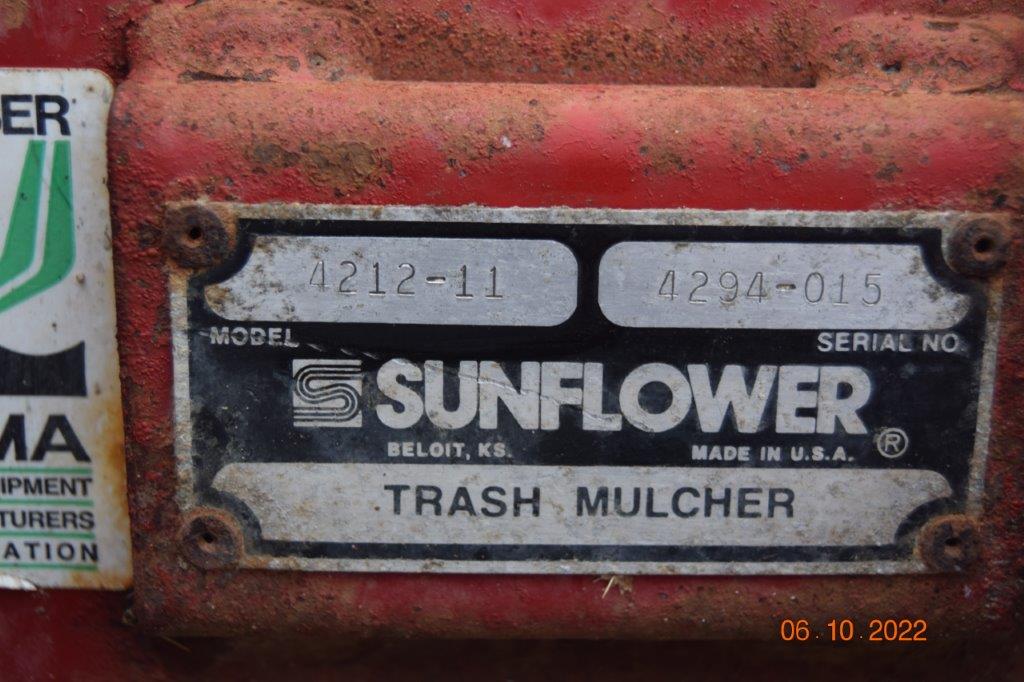 BER
MA
IPMENT
TURERS
ATION
4212-11
4294-015
MODEL
SERIAL NO.
S SUNFLOWER ®
BELOIT, KS.
MADE IN U.S.A.
TRASH MULCHER
06.10.2022